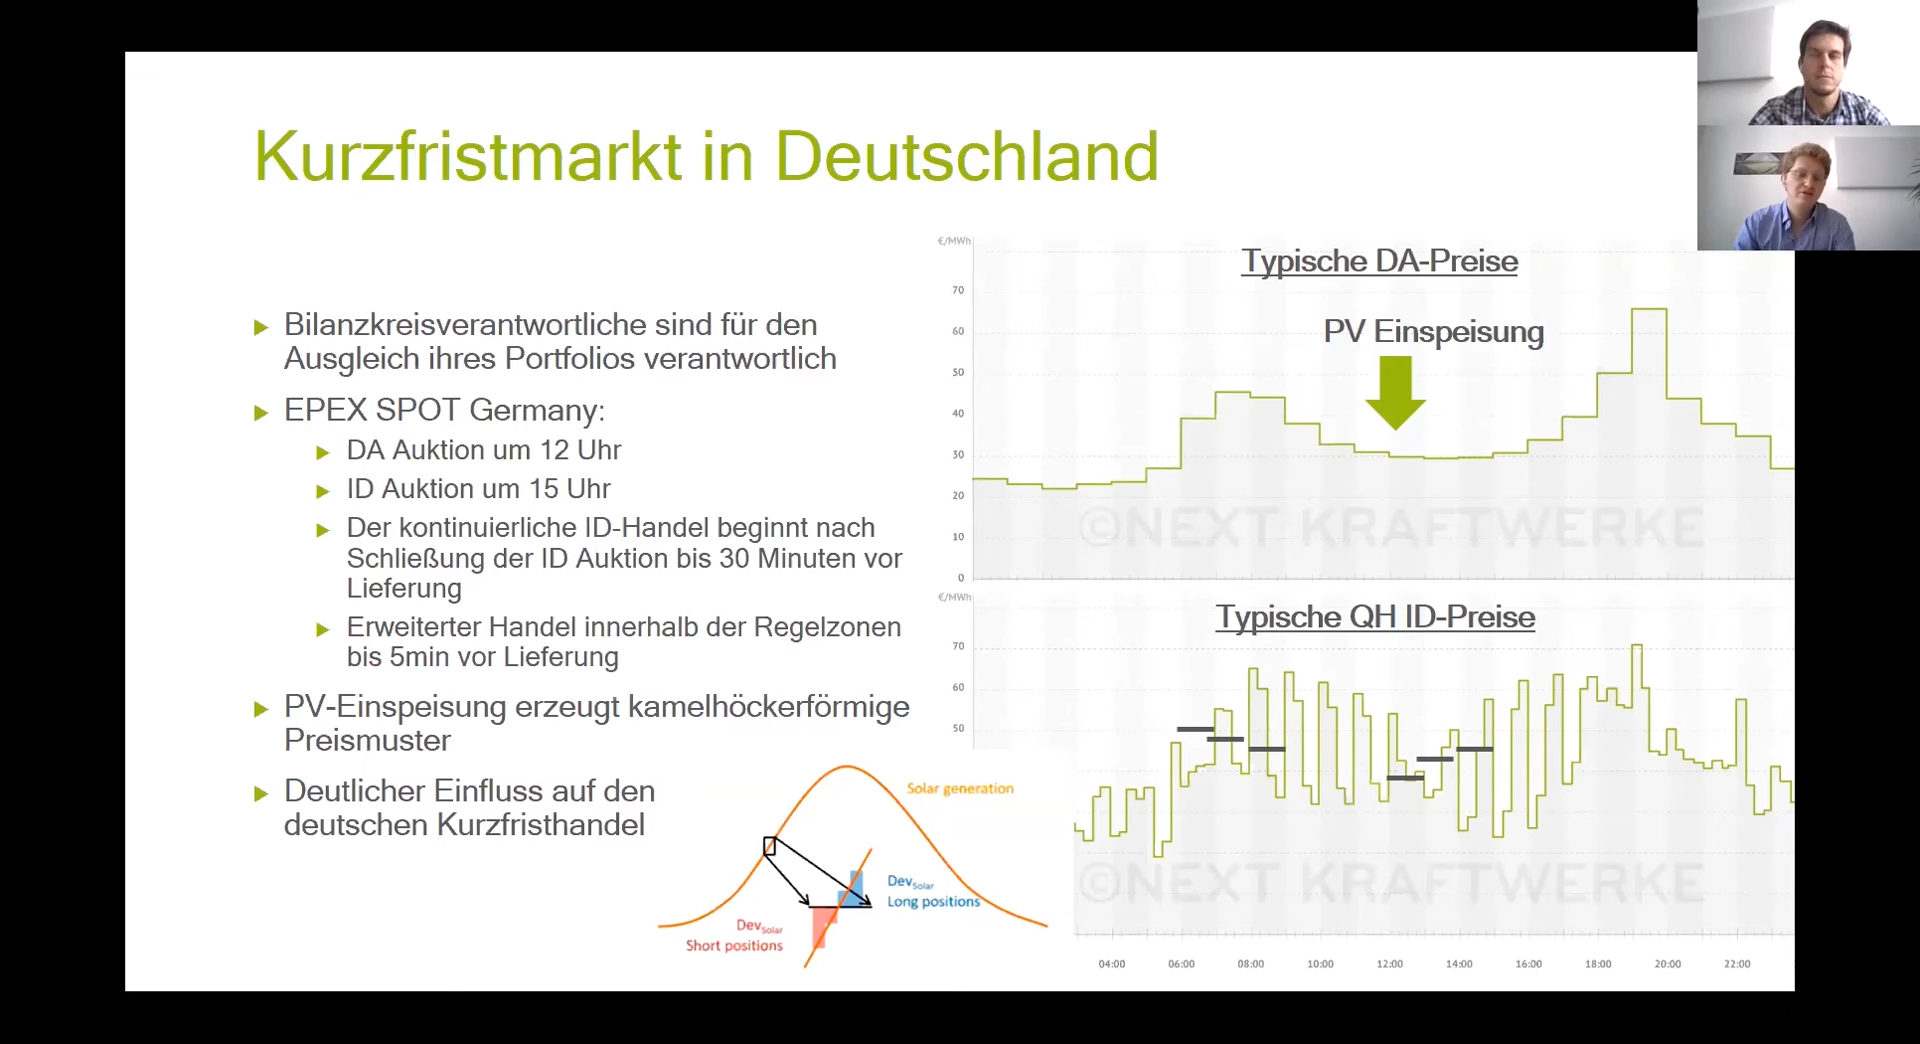 Kurzfristmarkt in Deutschland
Bilanzkreisverantwortliche sind für den
Ausgleich ihres Portfolios verantwortlich
EPEX SPOT Germany:
DA Auktion um 12 Uhr
ID Auktion um 15 Uhr
Der kontinuierliche ID-Handel beginnt nach
Schließung der ID Auktion bis 30 Minuten vor
Lieferung
Erweiterter Handel innerhalb der Regelzonen
bis 5min vor Lieferung
PV-Einspeisung erzeugt kamelhöckerförmige
Preismuster
Deutlicher Einfluss auf den
deutschen Kurzfristhandel
Solar generation
Dev Solar
Long positions
Dev Solar
Short positions
€/MWh
Typische DA-Preise
PV Einspeisung
70
60
50
40
30
20
10
0
©NEXT KRAFTWERKE
€/MWh
Typische QH ID-Preise
70
60
50
©NEXT KRAFTWERKE
04:00 06:00 08:00 10:00 12:00 14:00 16:00 18:00 20:00 22:00